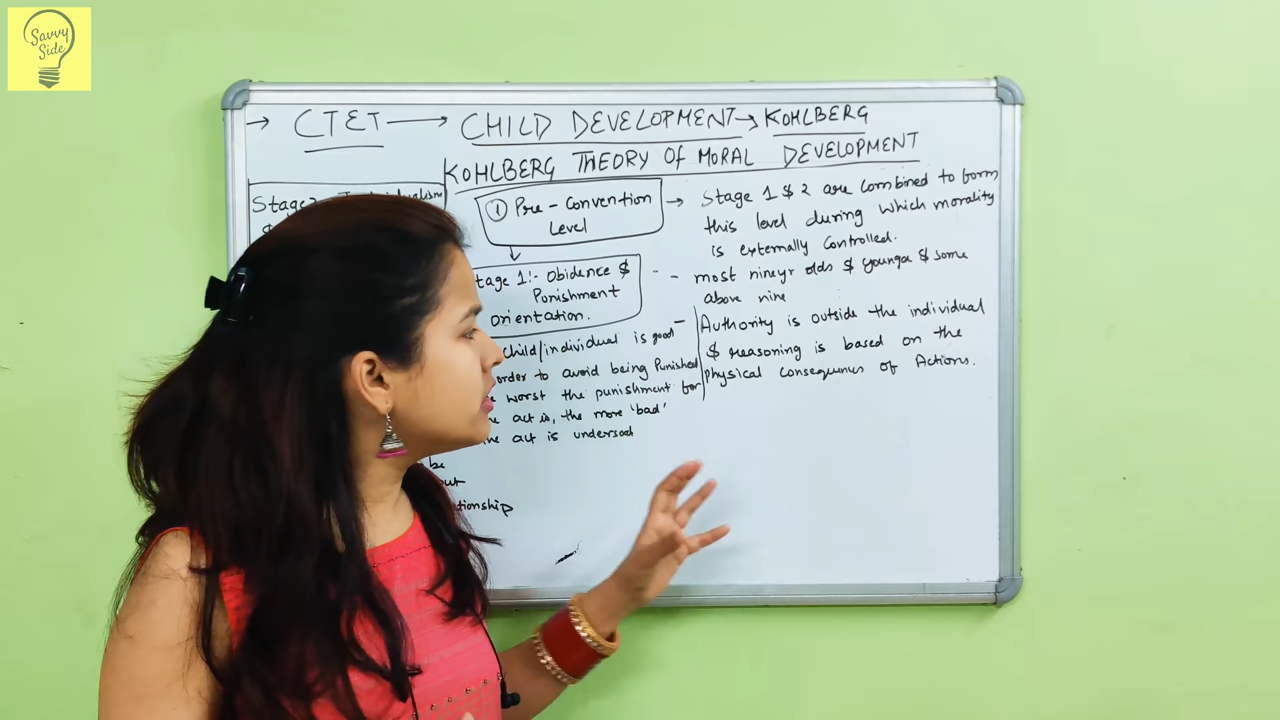 Savvy
Side
→ CTET → CHILD DEVELOPMENT → KOHLBERG
KOHLBERG THEORY Of MORAL DEVELOPMENT
① Pre - Convention
Level
→ Stage 1 $ 2 are Combined to form
this level during which morality
is externally Controlled.
- most nineyr olds $ younger $ some
above nine
Authority is outside the individual
$ reasoning is based on the
physical Consequenus of Actions.
tage 1:- Obidence $
Punishment
orientation.
child/individual is good
order to avoid being Punished
worst the punishment for
act is, the more 'bad'
act is undersood
be
out
tionship